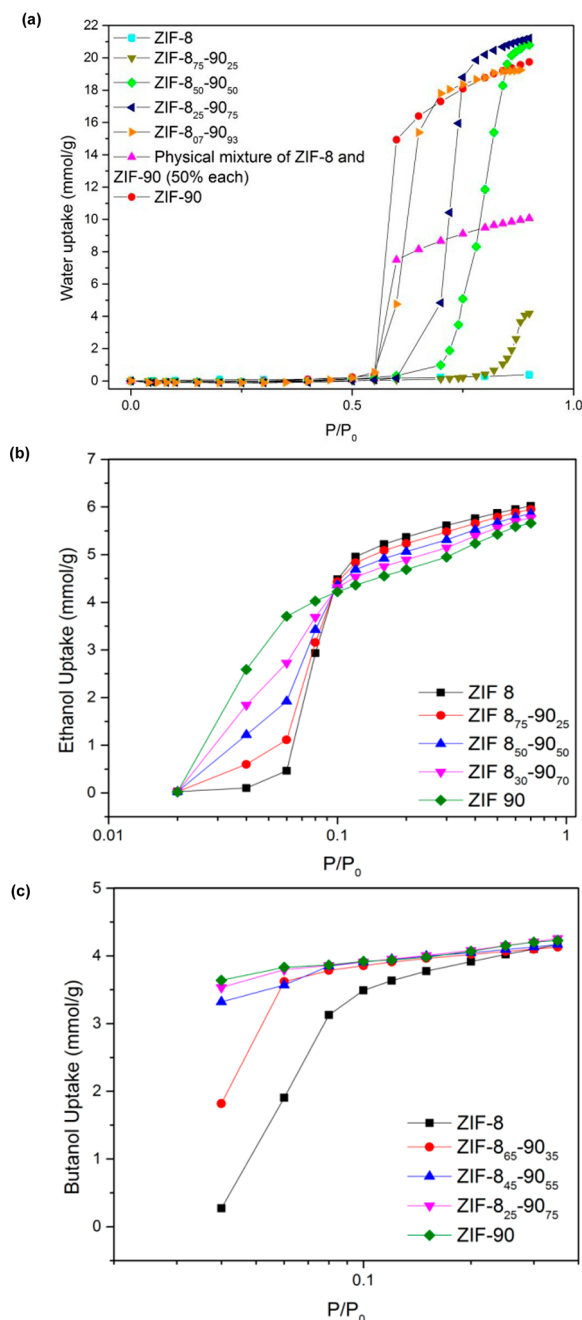 (a)
22
20
18
16
14
12
10
8
6
4
2
0
Water uptake (mmol/g)
ZIF-8
ZIF-8₇₅-90₂₅
ZIF-8₅₀-90₅₀
ZIF-8₂₅-90₇₅
ZIF-8₀₇-90₉₃
Physical mixture of ZIF-8 and
ZIF-90 (50% each)
ZIF-90
0.0
0.5
1.0
P/P₀
(b)
7
6
5
4
3
2
1
0
Ethanol Uptake (mmol/g)
ZIF 8
ZIF 8₇₅-90₂₅
ZIF 8₅₀-90₅₀
ZIF 8₃₀-90₇₀
ZIF 90
0.01
0.1
1
P/P₀
(c)
5
4
3
2
1
0
Butanol Uptake (mmol/g)
ZIF-8
ZIF-8₆₅-90₃₅
ZIF-8₄₅-90₅₅
ZIF-8₂₅-90₇₅
ZIF-90
0.1
P/P₀